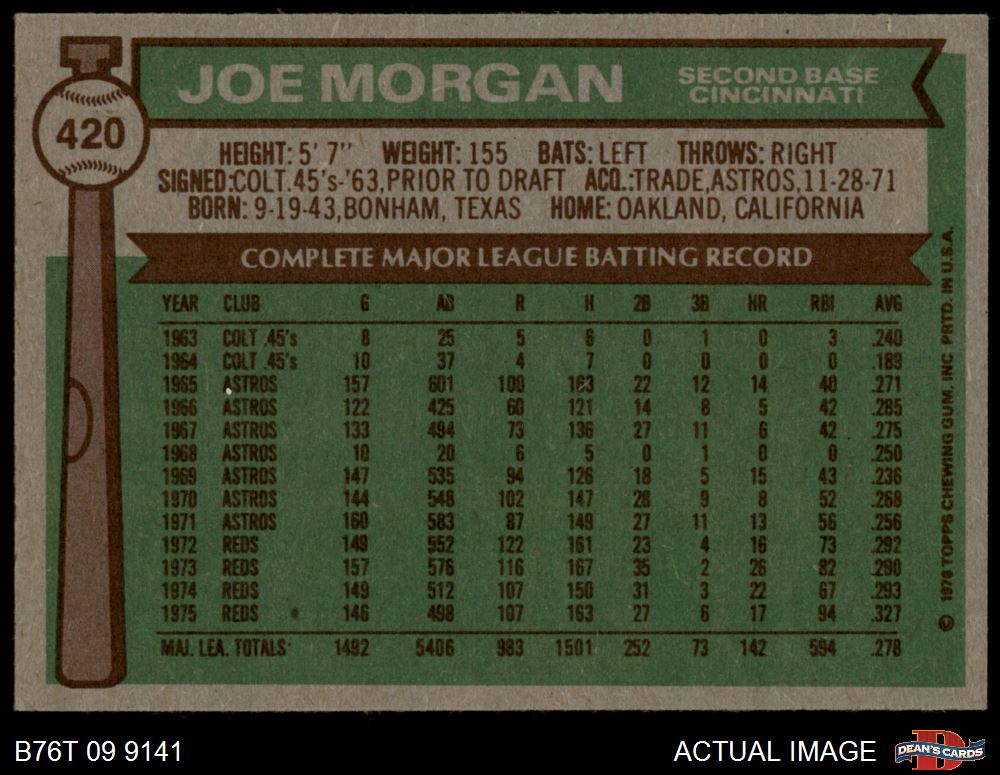 JOE MORGAN SECOND BASE
CINCINNATI
420
HEIGHT: 5' 7" WEIGHT: 155 BATS: LEFT THROWS: RIGHT
SIGNED:COLT.45's-'63,PRIOR TO DRAFT ACQ.:TRADE,ASTROS,11-28-71
BORN: 9-19-43,BONHAM, TEXAS HOME: OAKLAND, CALIFORNIA
COMPLETE MAJOR LEAGUE BATTING RECORD
YEAR CLUB G AB R H 2B 3B HR RBI AVG
1963 COLT .45's 8 25 5 6 0 1 0 3 .240
1964 COLT .45's 10 37 4 7 0 0 0 0 .189
1965 ASTROS 157 601 100 163 22 12 14 40 .271
1966 ASTROS 122 425 60 121 14 8 5 42 .285
1967 ASTROS 133 494 73 136 27 11 6 42 .275
1968 ASTROS 10 20 6 5 0 1 0 0 .250
1969 ASTROS 147 535 94 126 18 5 15 43 .236
1970 ASTROS 144 548 102 147 28 9 8 52 .268
1971 ASTROS 160 583 87 149 27 11 13 56 .256
1972 REDS 149 552 122 161 23 4 16 73 .292
1973 REDS 157 576 116 167 35 2 26 82 .290
1974 REDS 149 512 107 150 31 3 22 67 .293
1975 REDS 146 498 107 163 27 6 17 94 .327
MAJ. LEA. TOTALS 1492 5406 983 1501 252 73 142 594 .278
© 1976 TOPPS CHEWING GUM, INC PRTD. IN U.S.A.
B76T 09 9141 ACTUAL IMAGE DEAN'S CARDS